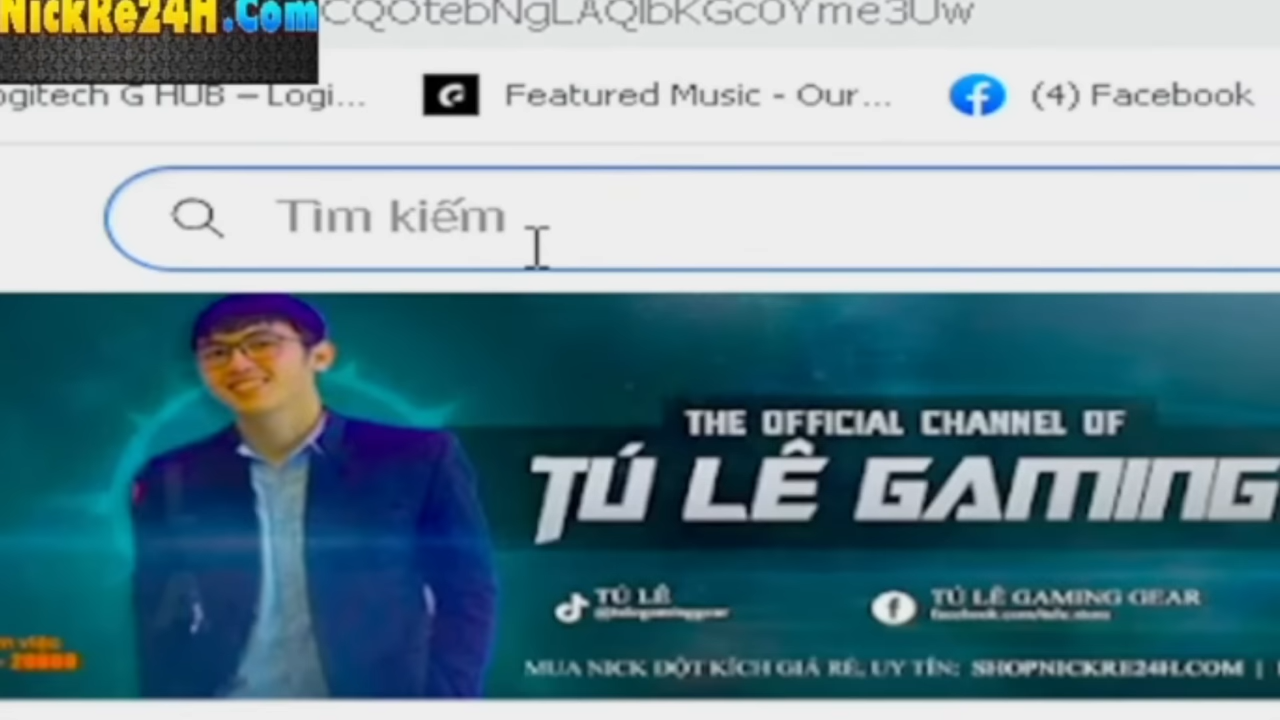 NickRe24H.Com
CQOtebNgLAQIbKGc0Yme3Uw
ogitech G HUB – Logi...
Featured Music - Our...
(4) Facebook
Tìm kiếm
THE OFFICIAL CHANNEL OF
TÚ LÊ GAMING
TÚ LÊ
TÚ LÊ GAMING GEAR
MUA NICK ĐỘT KÍCH GIÁ RẺ, UY TÍN: SHOPNICKRE24H.COM |